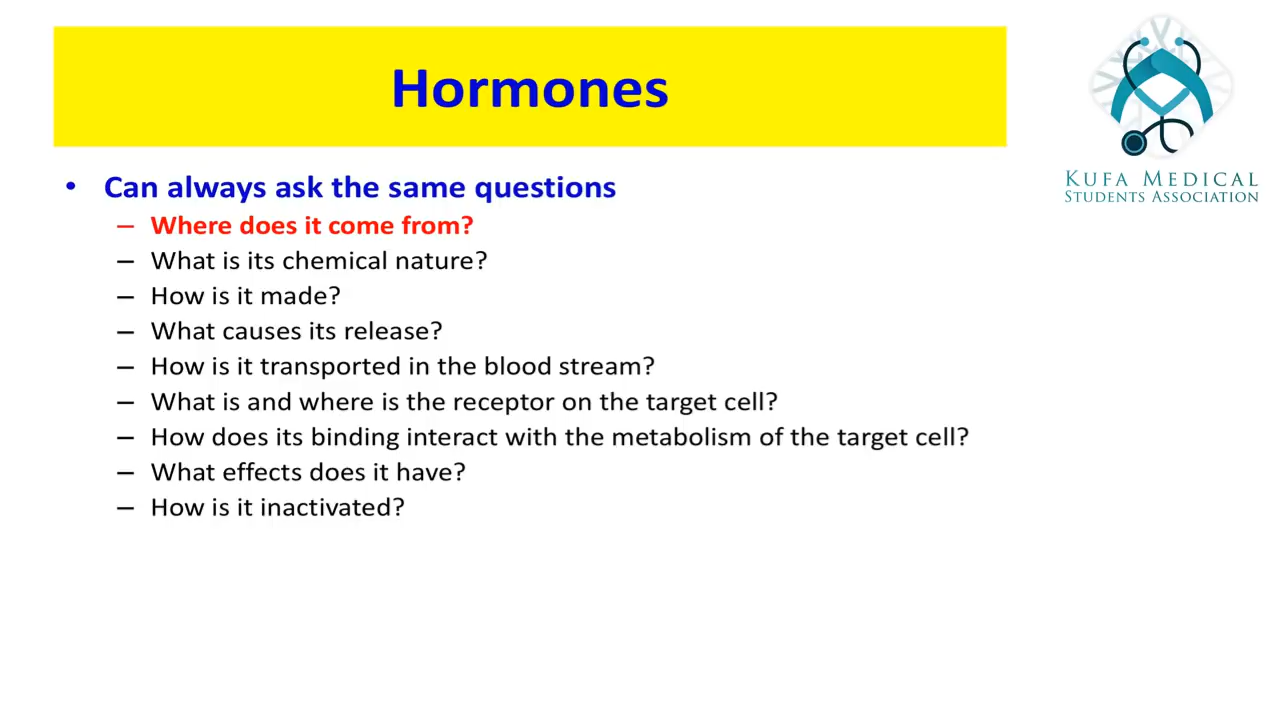 Hormones
KUFA MEDICAL
STUDENTS ASSOCIATION
• Can always ask the same questions
– Where does it come from?
– What is its chemical nature?
– How is it made?
– What causes its release?
– How is it transported in the blood stream?
– What is and where is the receptor on the target cell?
– How does its binding interact with the metabolism of the target cell?
– What effects does it have?
– How is it inactivated?